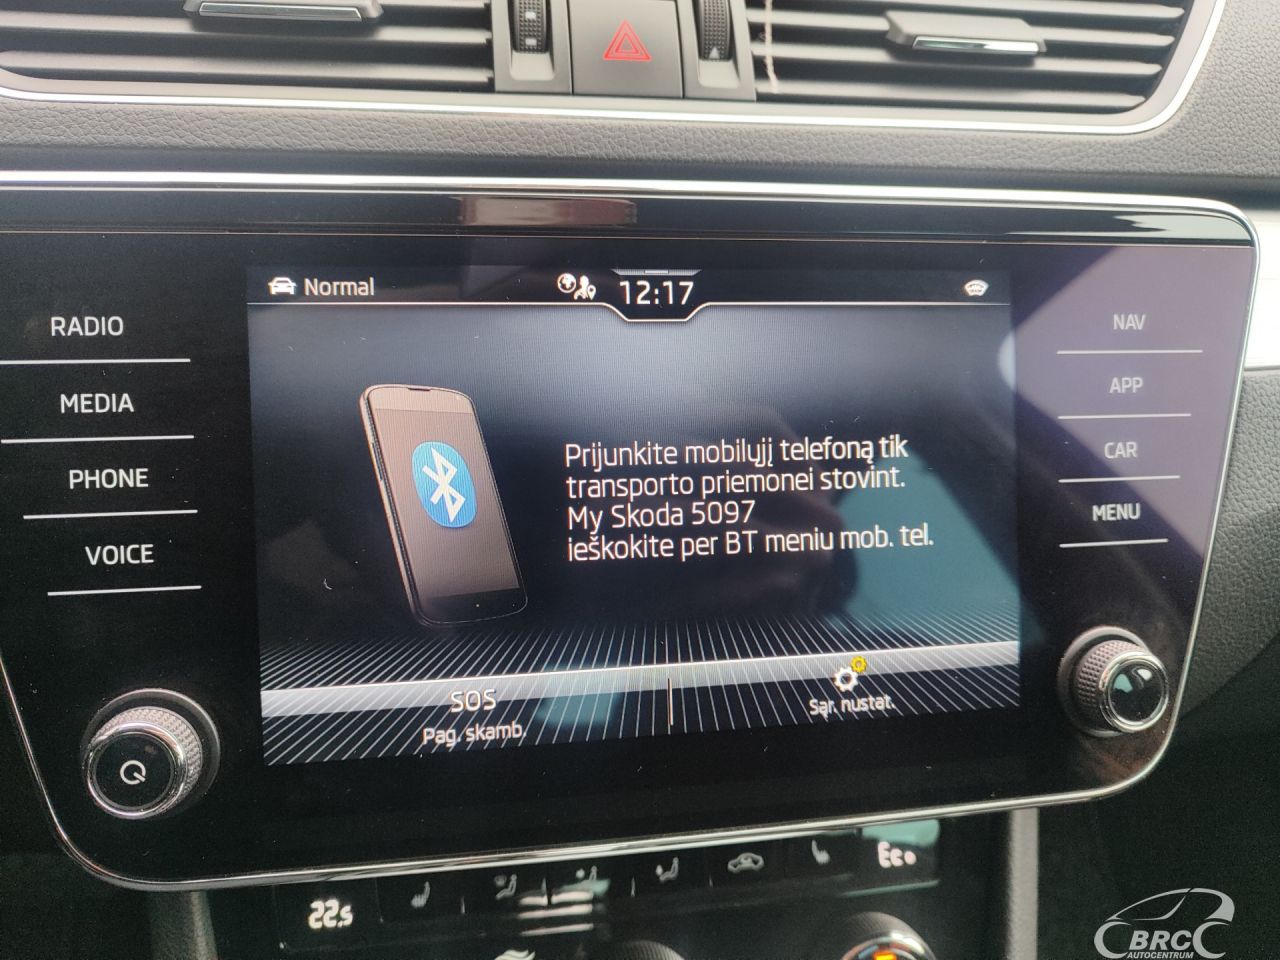 Normal
12:17
RADIO
MEDIA
PHONE
VOICE
NAV
APP
CAR
MENU
Prijunkite mobilųjį telefoną tik
transporto priemonei stovint.
My Skoda 5097
ieškokite per BT meniu mob. tel.
SOS
Pag. skamb.
Sąr. nustat.
22.5
Eco
BRC
AUTOCENTRUM